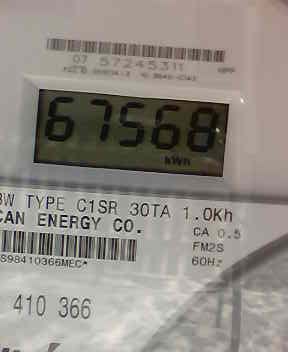 07 57245311
67568
kWh
3W TYPE C1SR 30TA 1.0Kh
CAN ENERGY CO.
CA 0.5
FM2S
60Hz
S98410366MEC*
410 366